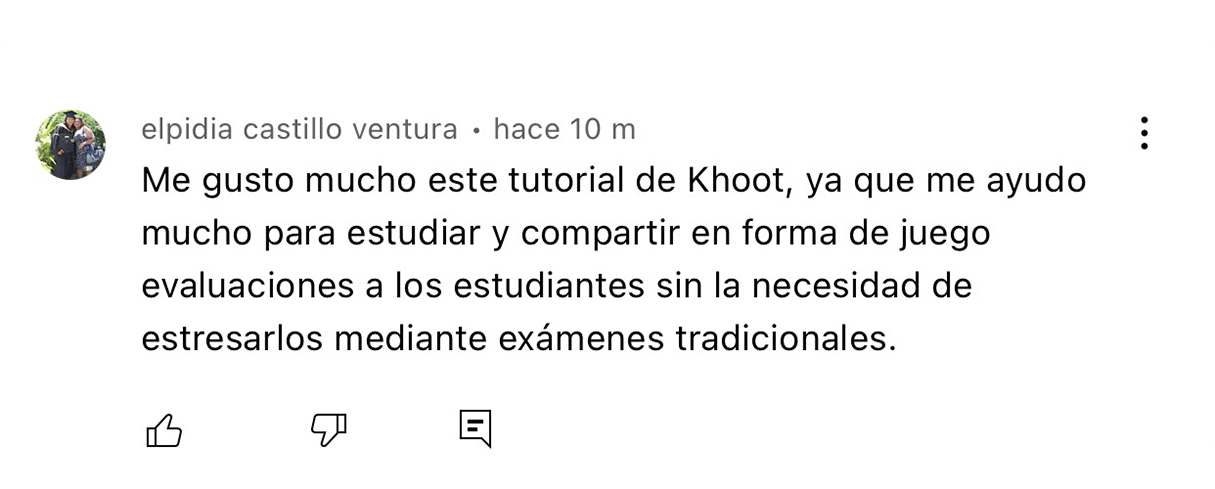 elpidia castillo ventura • hace 10 m
Me gusto mucho este tutorial de Khoot, ya que me ayudo
mucho para estudiar y compartir en forma de juego
evaluaciones a los estudiantes sin la necesidad de
estresarlos mediante exámenes tradicionales.